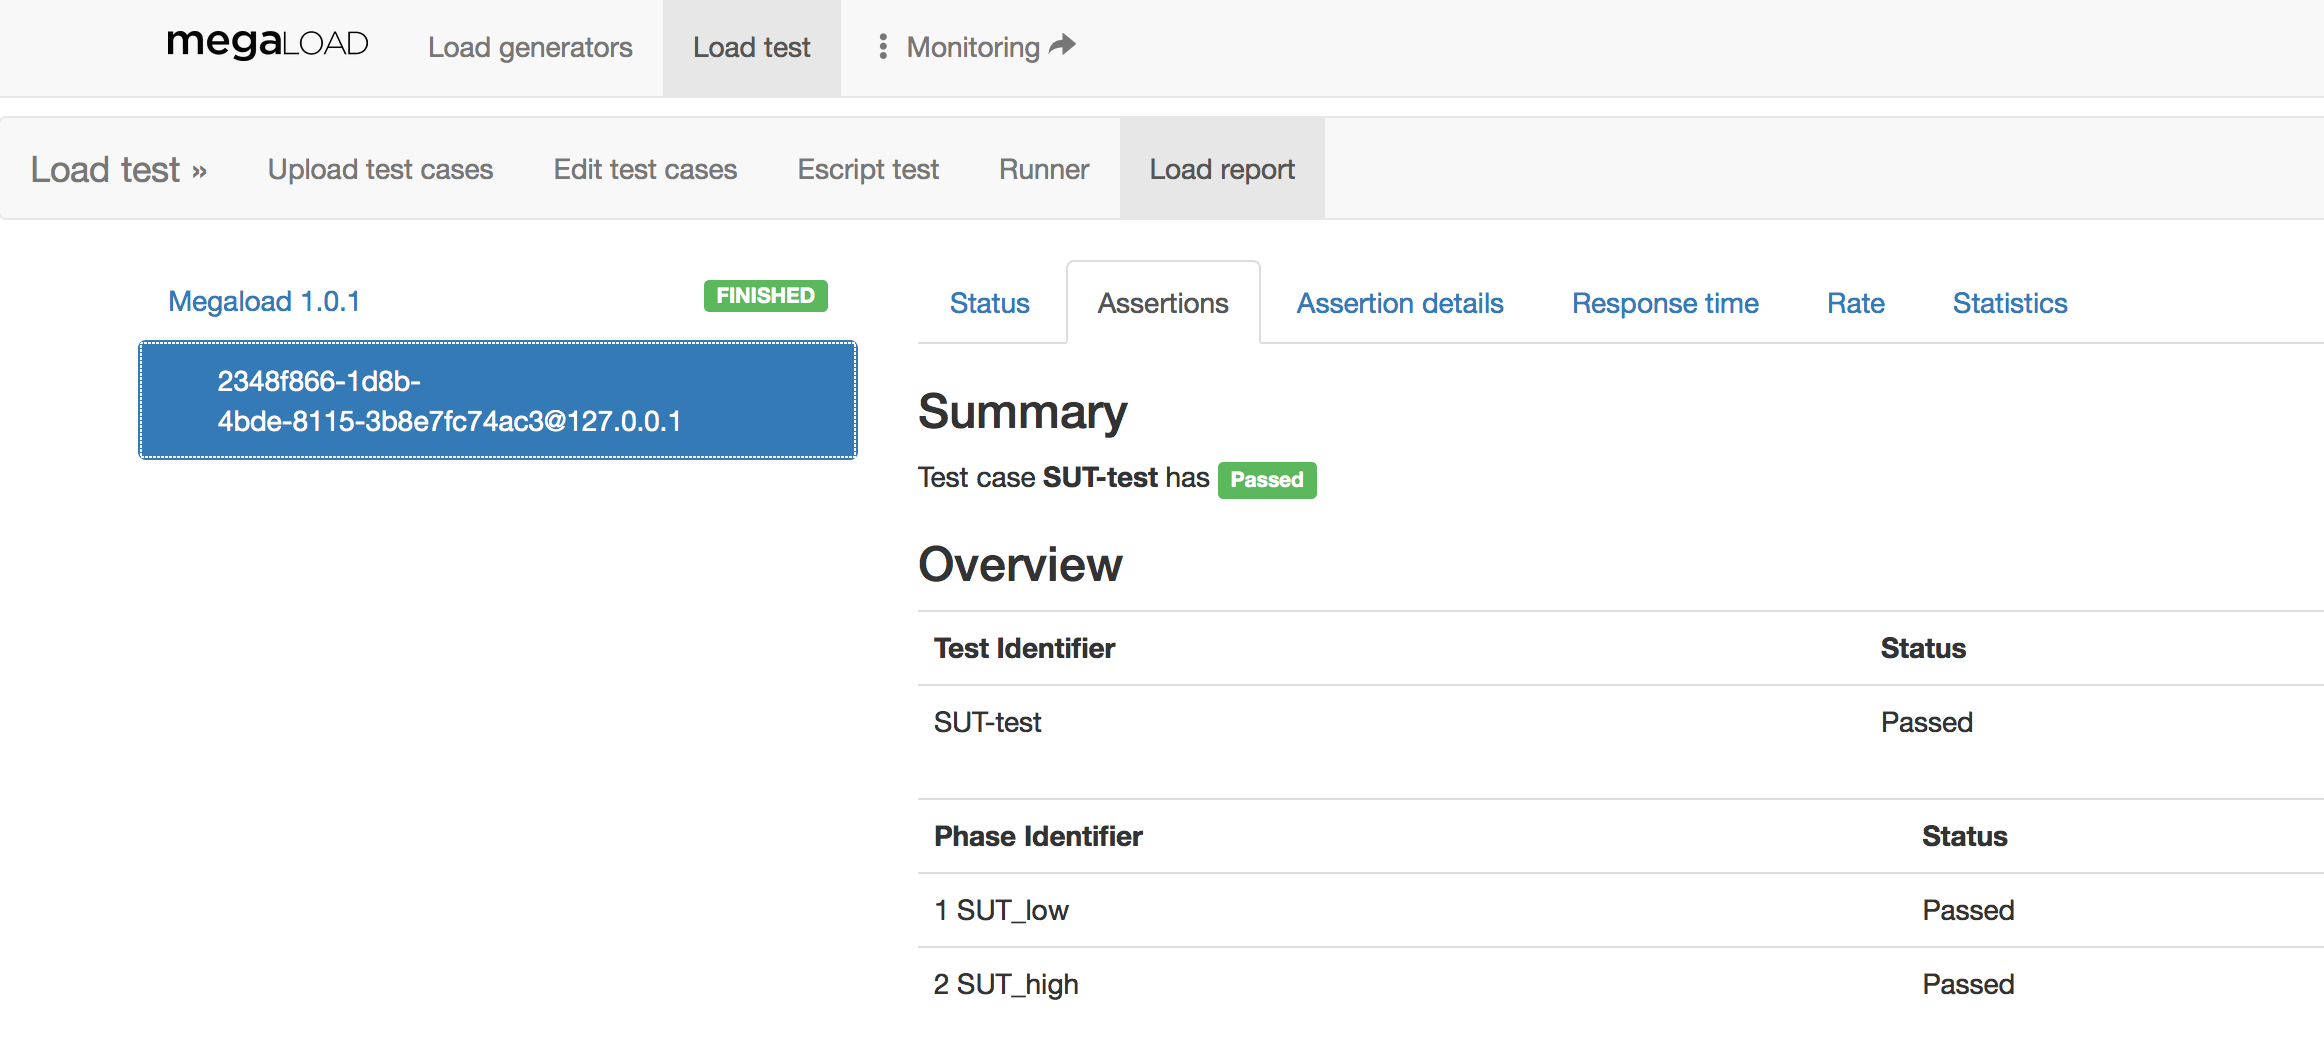 megaLOAD Load generators Load test Monitoring
Load test » Upload test cases Edit test cases Escript test Runner Load report
Megaload 1.0.1 FINISHED
2348f866-1d8b-
4bde-8115-3b8e7fc74ac3@127.0.0.1
Status Assertions Assertion details Response time Rate Statistics
Summary
Test case SUT-test has Passed
Overview
Test Identifier Status
SUT-test Passed
Phase Identifier Status
1 SUT_low Passed
2 SUT_high Passed